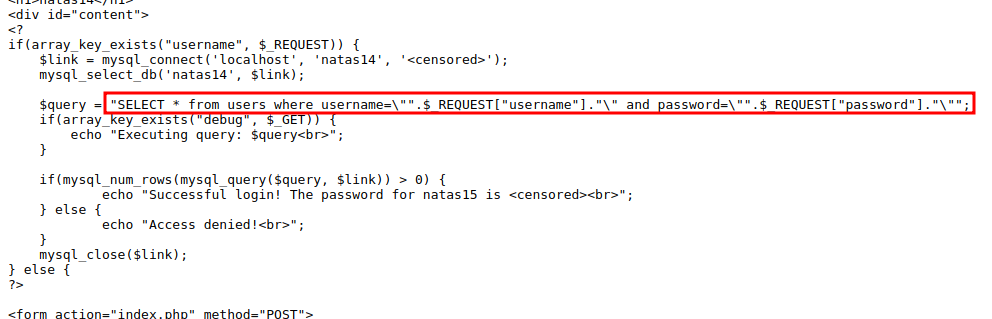 <h1>natas14</h1>
<div id="content">
<?
if(array_key_exists("username", $_REQUEST)) {
    $link = mysql_connect('localhost', 'natas14', '<censored>');
    mysql_select_db('natas14', $link);
    $query = "SELECT * from users where username=\"".$_REQUEST["username"]."\" and password=\"".$_REQUEST["password"]."\"";
    if(array_key_exists("debug", $_GET)) {
        echo "Executing query: $query<br>";
    }
    if(mysql_num_rows(mysql_query($query, $link)) > 0) {
            echo "Successful login! The password for natas15 is <censored><br>";
    } else {
            echo "Access denied!<br>";
    }
    mysql_close($link);
} else {
?>
<form action="index.php" method="POST">